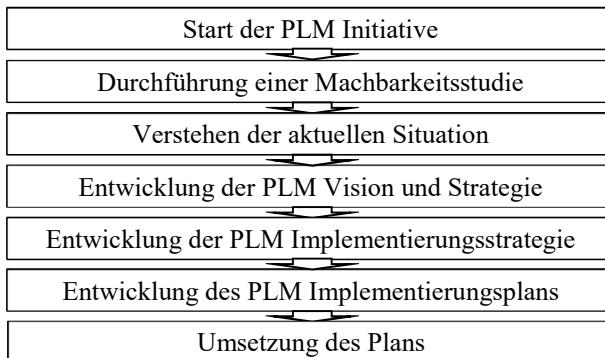 Start der PLM Initiative
Durchführung einer Machbarkeitsstudie
Verstehen der aktuellen Situation
Entwicklung der PLM Vision und Strategie
Entwicklung der PLM Implementierungsstrategie
Entwicklung des PLM Implementierungsplans
Umsetzung des Plans